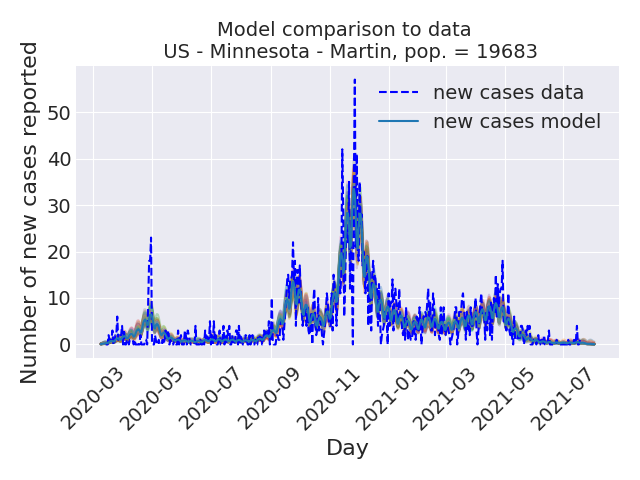 Model comparison to data
US - Minnesota - Martin, pop. = 19683
Number of new cases reported
50
40
30
20
10
0
new cases data
new cases model
2020-03
2020-05
2020-07
2020-09
2020-11
2021-01
2021-03
2021-05
2021-07
Day